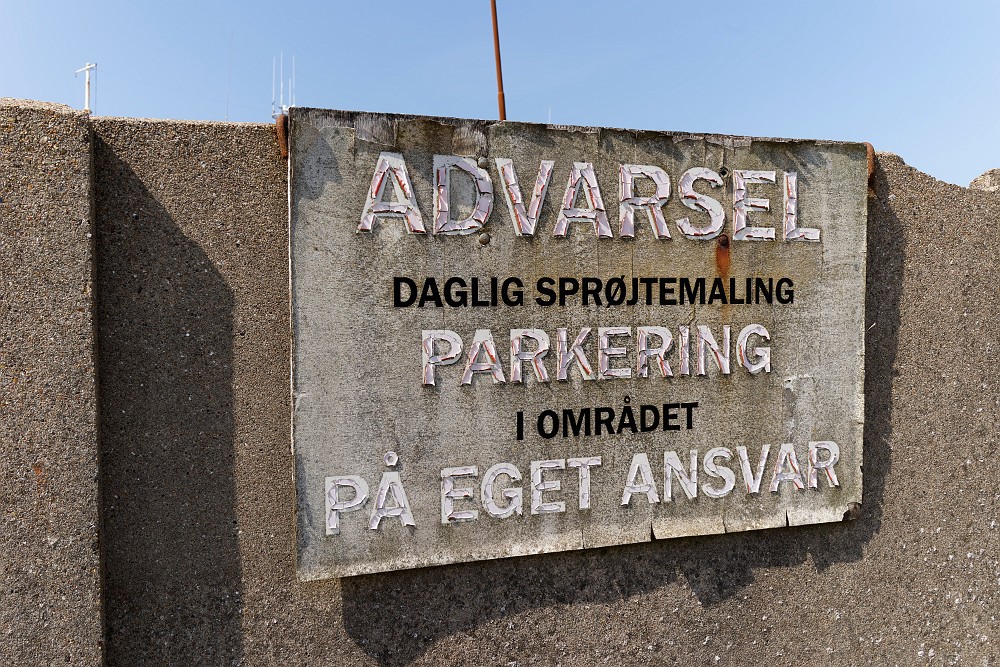 ADVARSEL
DAGLIG SPRØJTEMALING
PARKERING
I OMRÅDET
PÅ EGET ANSVAR